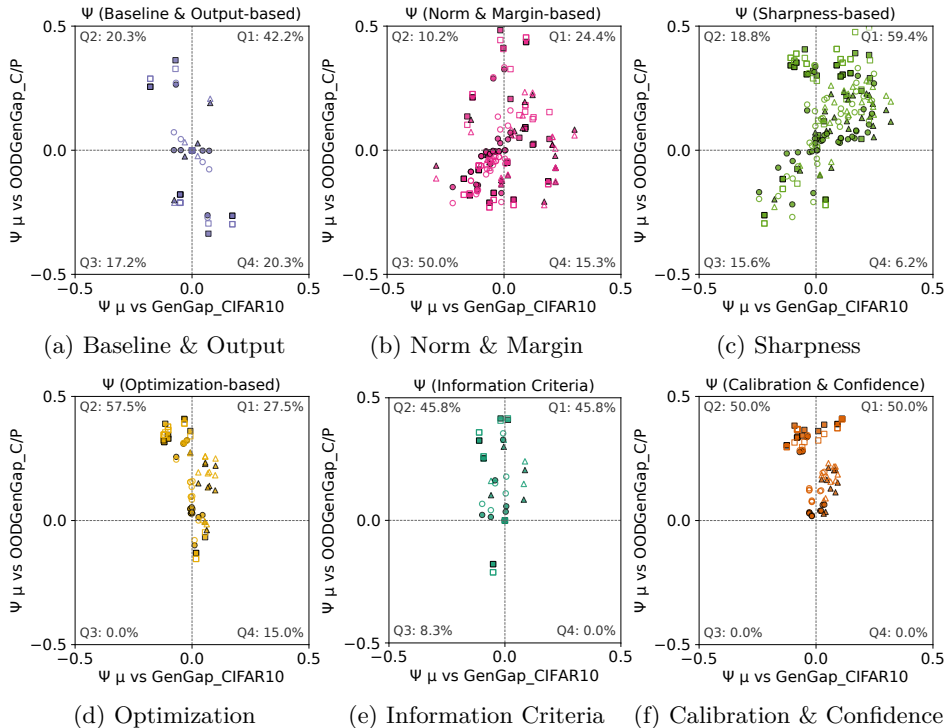 Ψ (Baseline & Output-based)
Q2: 20.3%
Q1: 42.2%
Q3: 17.2%
Q4: 20.3%
0.5
0.0
−0.5
−0.5
0.0
0.5
Ψ μ vs OODGenGap_C/P
Ψ μ vs GenGap_CIFAR10
(a) Baseline & Output
Ψ (Norm & Margin-based)
Q2: 10.2%
Q1: 24.4%
Q3: 50.0%
Q4: 15.3%
0.5
0.0
−0.5
−0.5
0.0
0.5
Ψ μ vs OODGenGap_C/P
Ψ μ vs GenGap_CIFAR10
(b) Norm & Margin
Ψ (Sharpness-based)
Q2: 18.8%
Q1: 59.4%
Q3: 15.6%
Q4: 6.2%
0.5
0.0
−0.5
−0.5
0.0
0.5
Ψ μ vs OODGenGap_C/P
Ψ μ vs GenGap_CIFAR10
(c) Sharpness
Ψ (Optimization-based)
Q2: 57.5%
Q1: 27.5%
Q3: 0.0%
Q4: 15.0%
0.5
0.0
−0.5
−0.5
0.0
0.5
Ψ μ vs OODGenGap_C/P
Ψ μ vs GenGap_CIFAR10
(d) Optimization
Ψ (Information Criteria)
Q2: 45.8%
Q1: 45.8%
Q3: 8.3%
Q4: 0.0%
0.5
0.0
−0.5
−0.5
0.0
0.5
Ψ μ vs OODGenGap_C/P
Ψ μ vs GenGap_CIFAR10
(e) Information Criteria
Ψ (Calibration & Confidence)
Q2: 50.0%
Q1: 50.0%
Q3: 0.0%
Q4: 0.0%
0.5
0.0
−0.5
−0.5
0.0
0.5
Ψ μ vs OODGenGap_C/P
Ψ μ vs GenGap_CIFAR10
(f) Calibration & Confidence